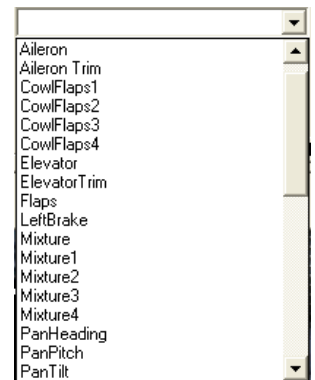 Aileron
Aileron Trim
CowlFlaps1
CowlFlaps2
CowlFlaps3
CowlFlaps4
Elevator
ElevatorTrim
Flaps
LeftBrake
Mixture
Mixture1
Mixture2
Mixture3
Mixture4
PanHeading
PanPitch
PanTilt